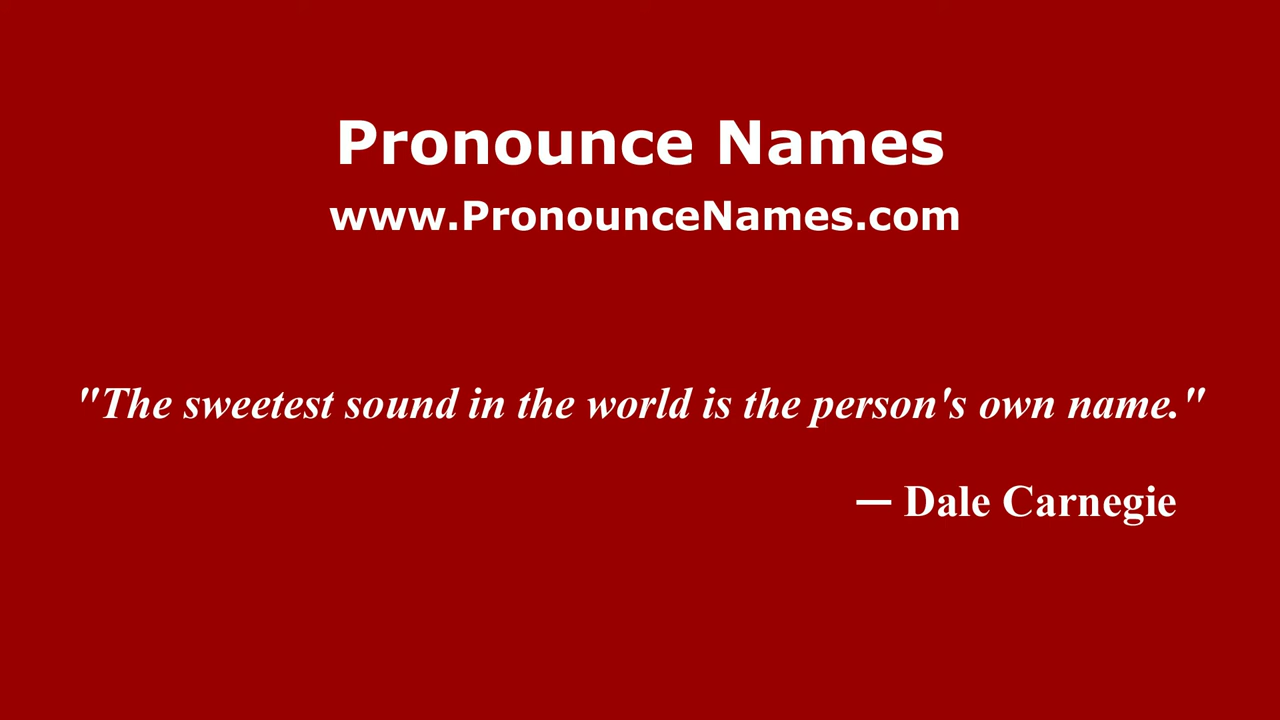 Pronounce Names
www.PronounceNames.com
"The sweetest sound in the world is the person's own name."
— Dale Carnegie